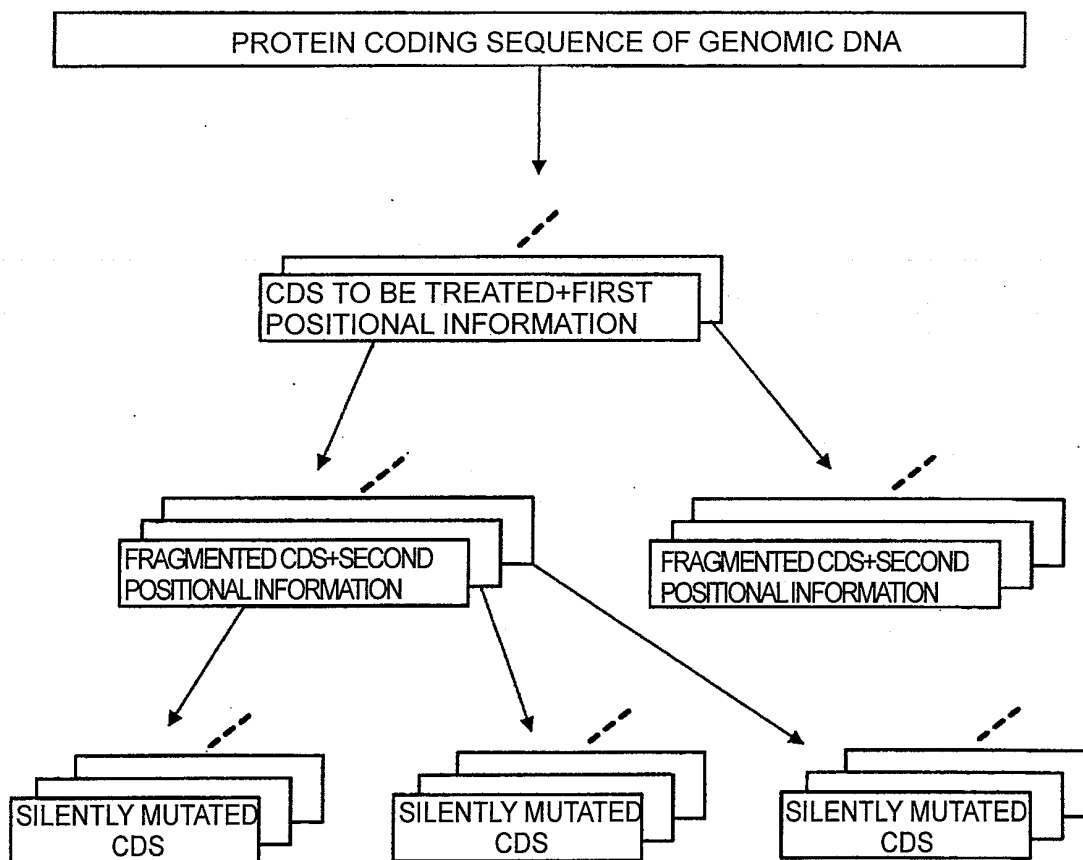 PROTEIN CODING SEQUENCE OF GENOMIC DNA
CDS TO BE TREATED+FIRST
POSITIONAL INFORMATION
FRAGMENTED CDS+SECOND
POSITIONAL INFORMATION
FRAGMENTED CDS+SECOND
POSITIONAL INFORMATION
SILENTLY MUTATED
CDS
SILENTLY MUTATED
CDS
SILENTLY MUTATED
CDS